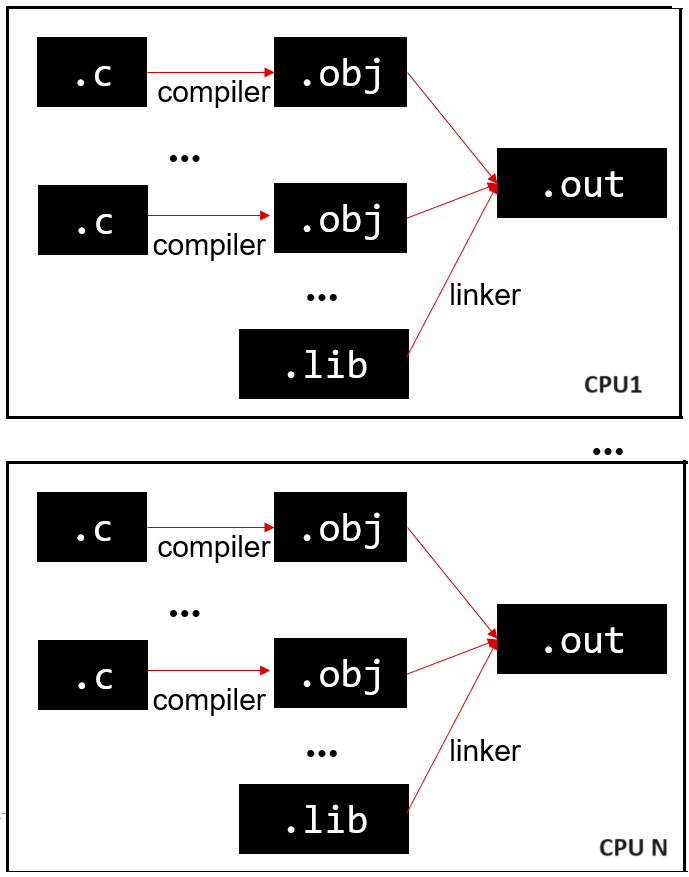 .c
.obj
compiler
...
.out
.c
.obj
compiler
...
linker
.lib
CPU1
...
.c
.obj
compiler
...
.out
.c
.obj
compiler
...
linker
.lib
CPU N